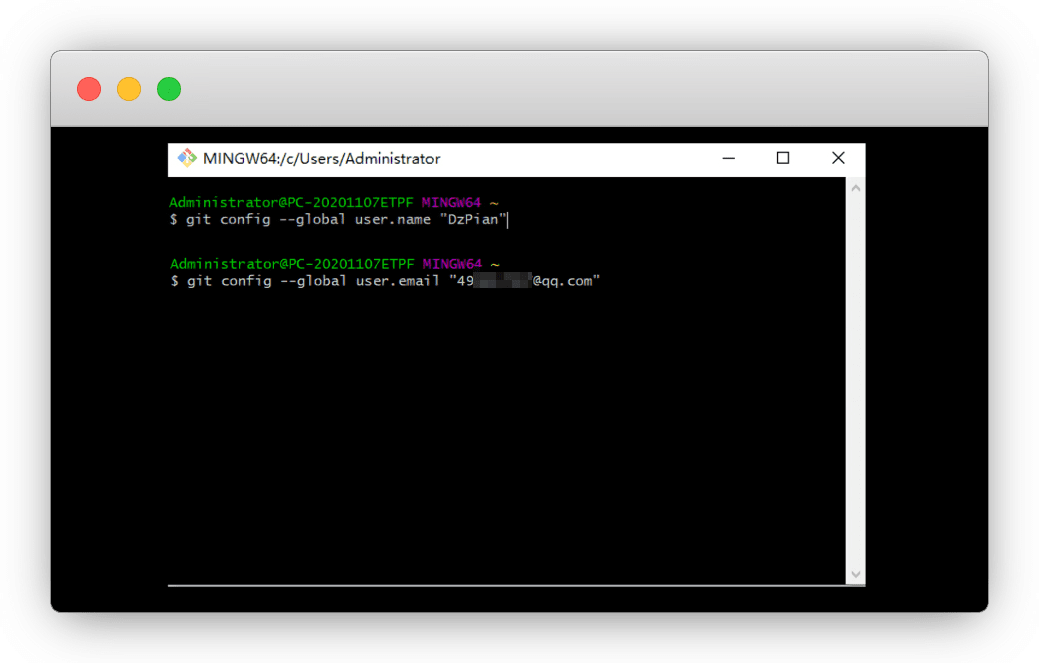 MINGW64:/c/Users/Administrator
Administrator@PC-20201107ETPF MINGW64 ~
$ git config --global user.name "DzPian"
Administrator@PC-20201107ETPF MINGW64 ~
$ git config --global user.email "49@qq.com"